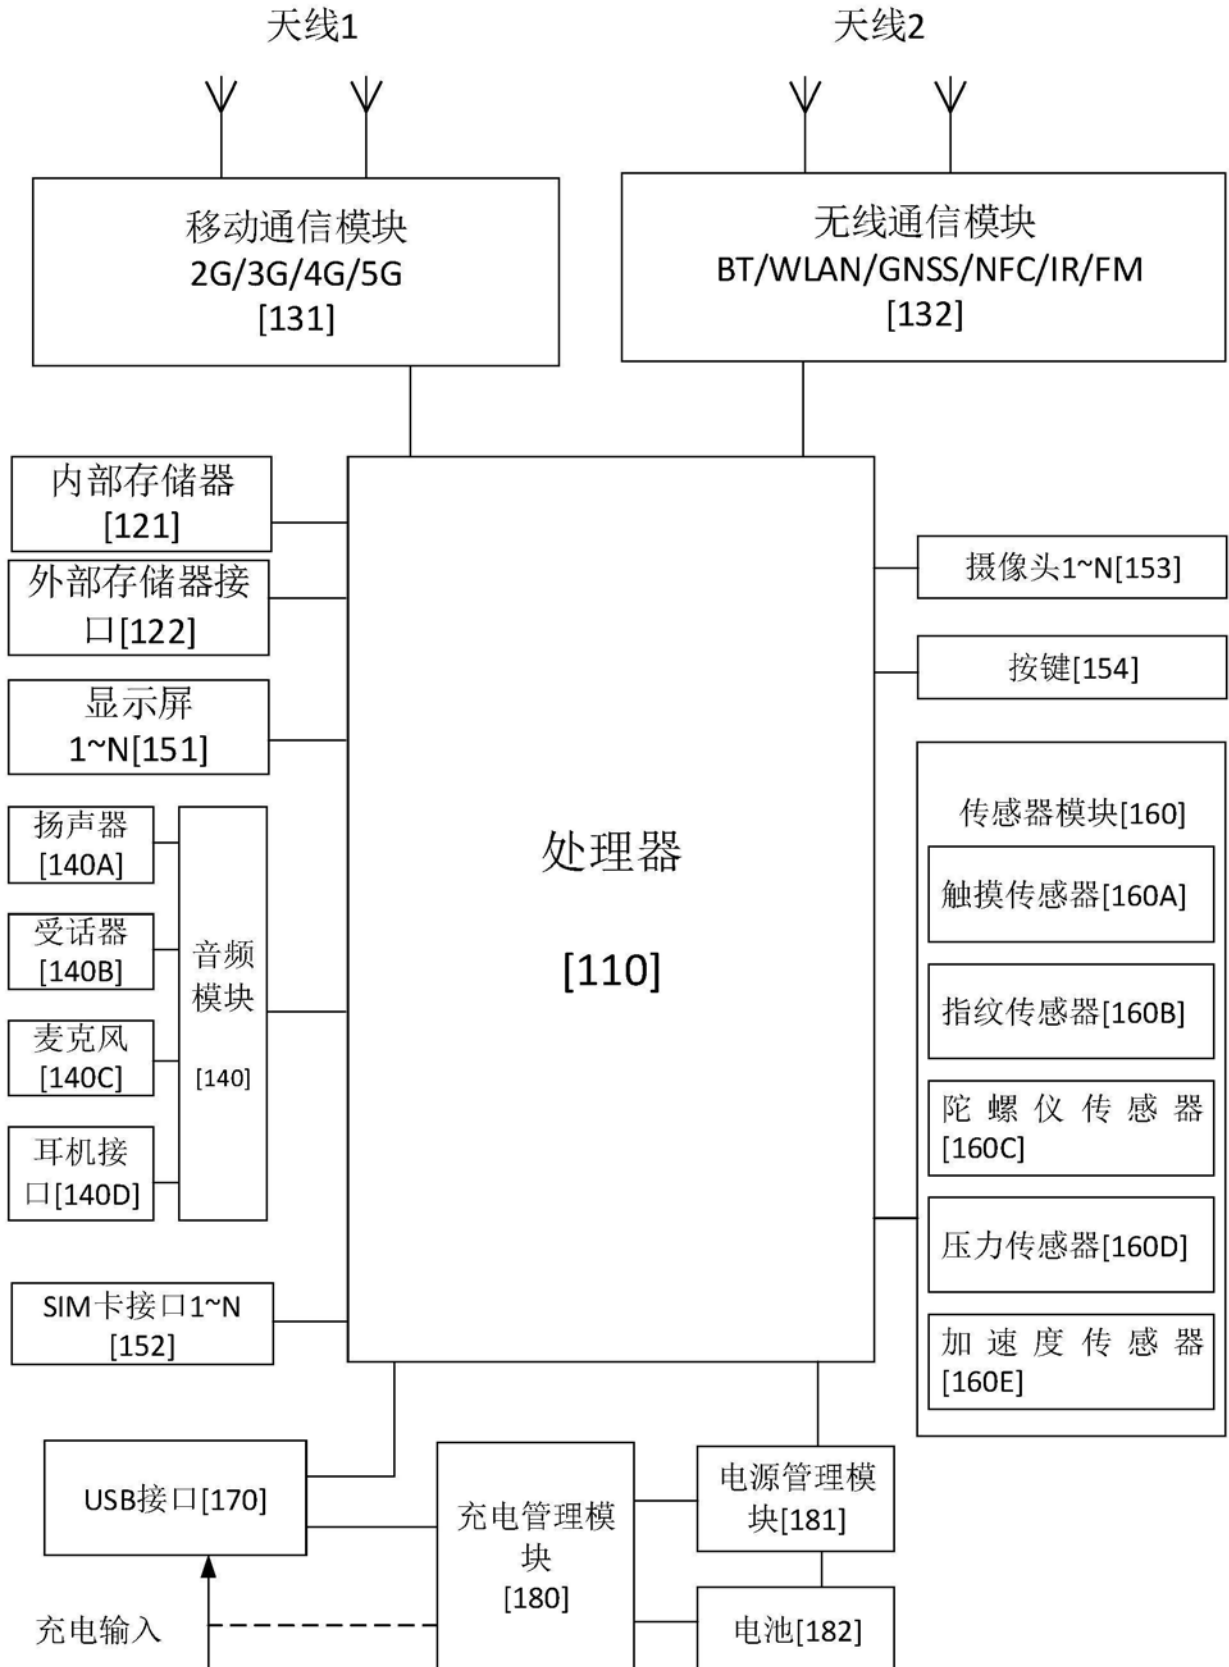 天线1
天线2
移动通信模块
2G/3G/4G/5G
[131]
无线通信模块
BT/WLAN/GNSS/NFC/IR/FM
[132]
内部存储器
[121]
外部存储器接
口[122]
显示屏
1~N[151]
扬声器
[140A]
受话器
[140B]
麦克风
[140C]
耳机接
口[140D]
音频
模块
[140]
SIM卡接口1~N
[152]
处理器
[110]
摄像头1~N[153]
按键[154]
传感器模块[160]
触摸传感器[160A]
指纹传感器[160B]
陀螺仪传感器
[160C]
压力传感器[160D]
加速度传感器
[160E]
USB接口[170]
充电管理模
块
[180]
电源管理模
块[181]
电池[182]
充电输入